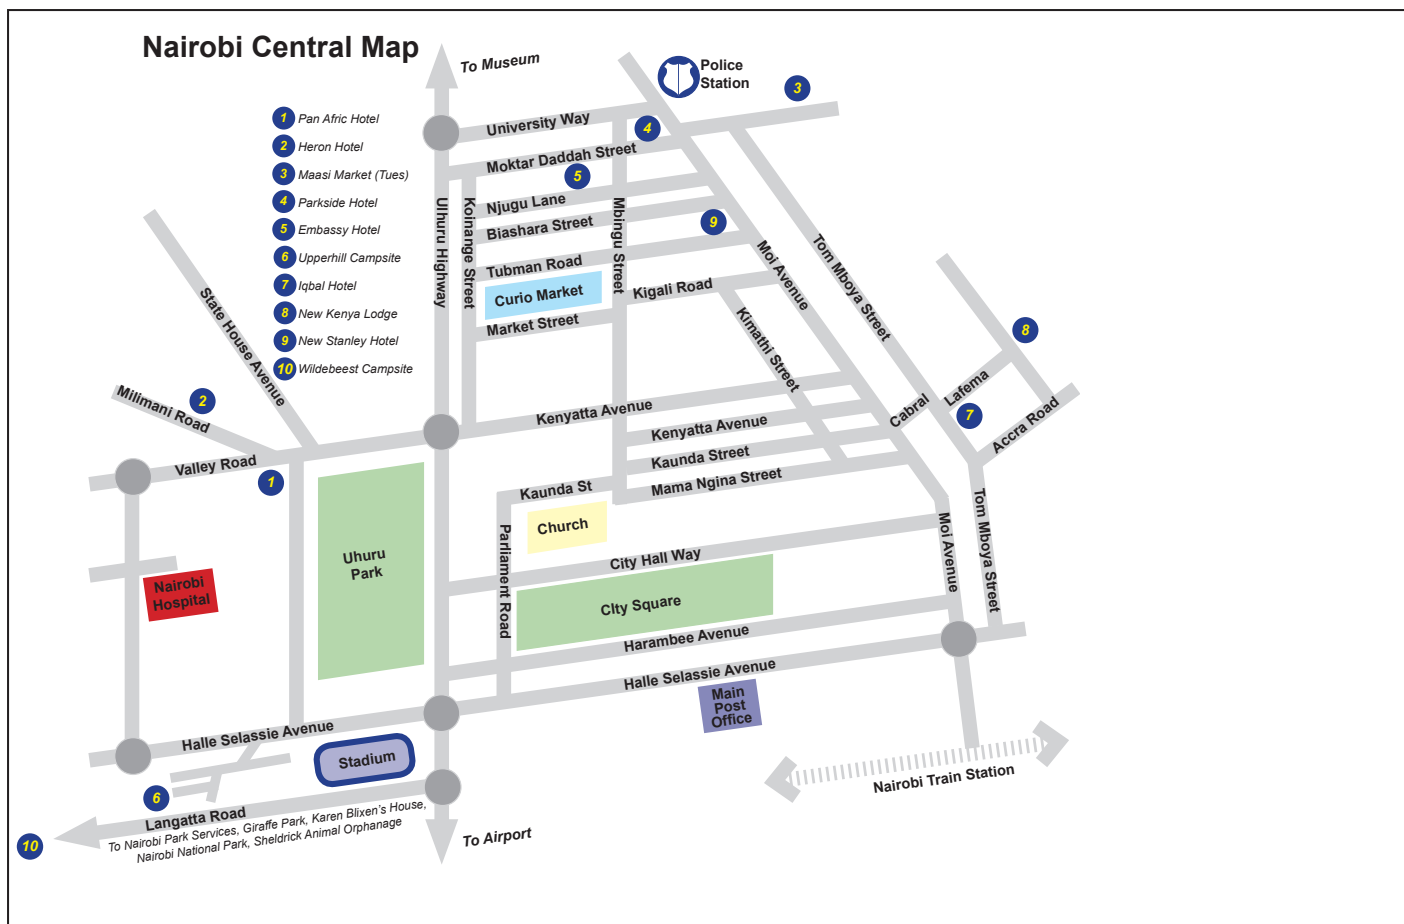 Nairobi Central Map
To Museum
Police
Station
3
1 Pan Afric Hotel
2 Heron Hotel
3 Maasi Market (Tues)
4 Parkside Hotel
5 Embassy Hotel
6 Upperhill Campsite
7 Iqbal Hotel
8 New Kenya Lodge
9 New Stanley Hotel
10 Wildebeest Campsite
University Way
4
Moktar Daddah Street
5
Njugu Lane
Biashara Street
9
Tubman Road
Ulhuru Highway
Koinange Street
Mbingu Street
Moi Avenue
Tom Mboya Street
Curio Market
Kigali Road
Market Street
Kimathi Street
State House Avenue
8
Milimani Road
2
Kenyatta Avenue
Cabral
Lafema
7
Accra Road
Kenyatta Avenue
Valley Road
1
Kaunda Street
Kaunda St
Mama Ngina Street
Church
Parliament Road
City Hall Way
Moi Avenue
Tom Mboya Street
Uhuru
Park
Nairobi
Hospital
CIty Square
Harambee Avenue
Halle Selassie Avenue
Main
Post
Office
Halle Selassie Avenue
Stadium
Nairobi Train Station
6
Langatta Road
10
To Nairobi Park Services, Giraffe Park, Karen Blixen's House,
Nairobi National Park, Sheldrick Animal Orphanage
To Airport